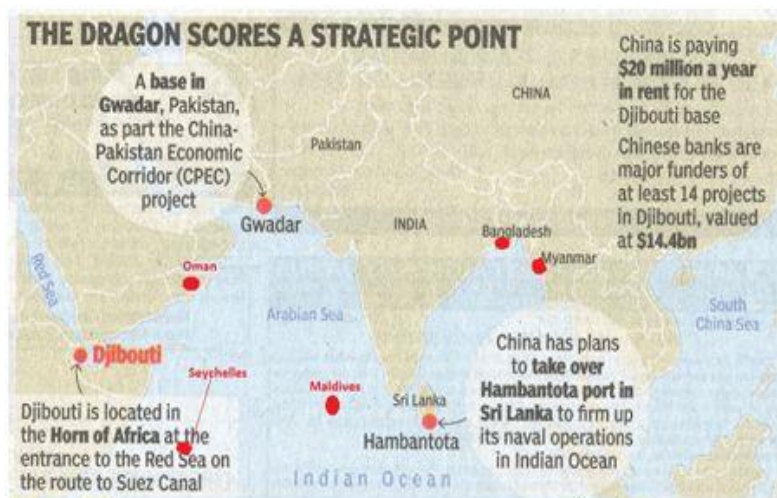 THE DRAGON SCORES A STRATEGIC POINT
A base in
Gwadar, Pakistan,
as part the China-
Pakistan Economic
Corridor (CPEC)
project
China is paying
$20 million a year
in rent for the
Djibouti base
Chinese banks are
major funders of
at least 14 projects
in Djibouti, valued
at $14.4bn
CHINA
Pakistan
Gwadar
INDIA
Bangladesh
Myanmar
Oman
Red Sea
Arabian Sea
South
China Sea
Djibouti
Seychelles
Maldives
Sri Lanka
Hambantota
China has plans
to take over
Hambantota port in
Sri Lanka to firm up
its naval operations
in Indian Ocean
Djibouti is located in
the Horn of Africa at the
entrance to the Red Sea on
the route to Suez Canal
Indian Ocean